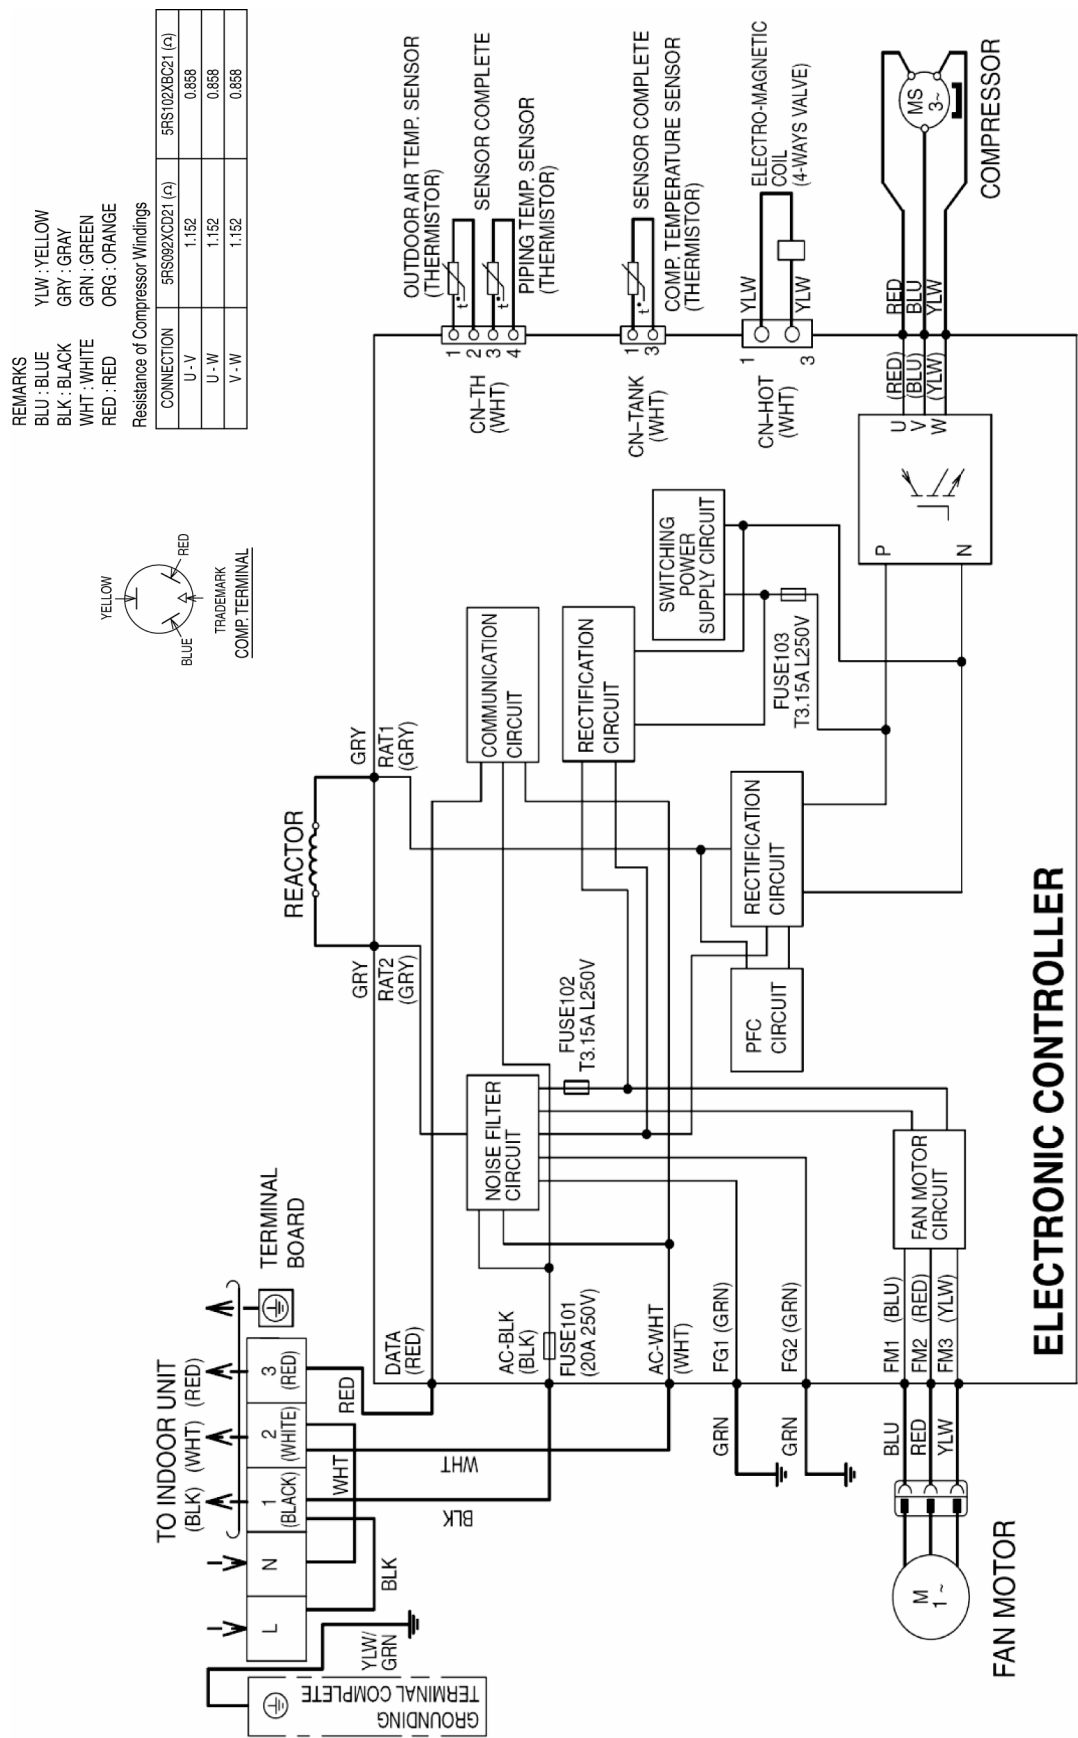 REMARKS
BLU : BLUE YLW : YELLOW
BLK : BLACK GRY : GRAY
WHT : WHITE GRN : GREEN
RED : RED ORG : ORANGE
Resistance of Compressor Windings
CONNECTION 5RS092XCD21 (Ω) 5RS102XBC21 (Ω)
U - V 1.152 0.858
U - W 1.152 0.858
V - W 1.152 0.858
YELLOW
RED
BLUE
TRADEMARK
COMP. TERMINAL
OUTDOOR AIR TEMP. SENSOR
(THERMISTOR)
SENSOR COMPLETE
PIPING TEMP. SENSOR
(THERMISTOR)
t°
t°
1
2
3
4
CN-TH
(WHT)
SENSOR COMPLETE
COMP. TEMPERATURE SENSOR
(THERMISTOR)
t°
1
3
CN-TANK
(WHT)
ELECTRO-MAGNETIC
COIL
(4-WAYS VALVE)
YLW
YLW
1
3
CN-HOT
(WHT)
MS
3~
COMPRESSOR
RED
BLU
YLW
(RED)
(BLU)
(YLW)
U
V
W
P
N
SWITCHING
POWER
SUPPLY CIRCUIT
FUSE103
T3.15A L250V
COMMUNICATION
CIRCUIT
RECTIFICATION
CIRCUIT
RECTIFICATION
CIRCUIT
PFC
CIRCUIT
REACTOR
GRY
RAT1
(GRY)
GRY
RAT2
(GRY)
FUSE102
T3.15A L250V
NOISE FILTER
CIRCUIT
FAN MOTOR
CIRCUIT
TERMINAL
BOARD
TO INDOOR UNIT
(BLK) (WHT) (RED)
L
N
1
(BLACK)
2
(WHITE)
3
(RED)
RED
WHT
WHT
BLK
BLK
YLW/
GRN
GROUNDING
TERMINAL COMPLETE
DATA
(RED)
AC-BLK
(BLK)
FUSE101
(20A 250V)
AC-WHT
(WHT)
FG1 (GRN)
FG2 (GRN)
FM1 (BLU)
FM2 (RED)
FM3 (YLW)
GRN
GRN
BLU
RED
YLW
M
1 ~
FAN MOTOR
ELECTRONIC CONTROLLER